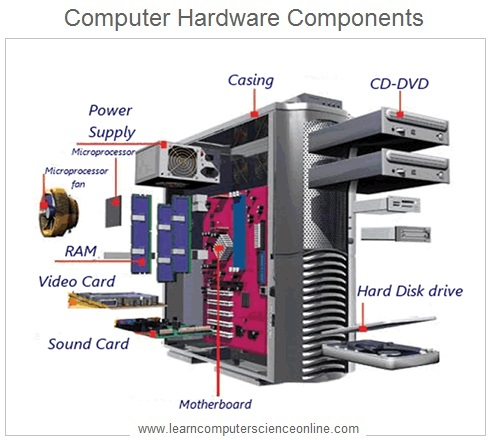 Computer Hardware Components
Casing
CD-DVD
Power
Supply
Microprocessor
Microprocessor
fan
RAM
Video Card
Hard Disk drive
Sound Card
Motherboard
www.learncomputerscienceonline.com